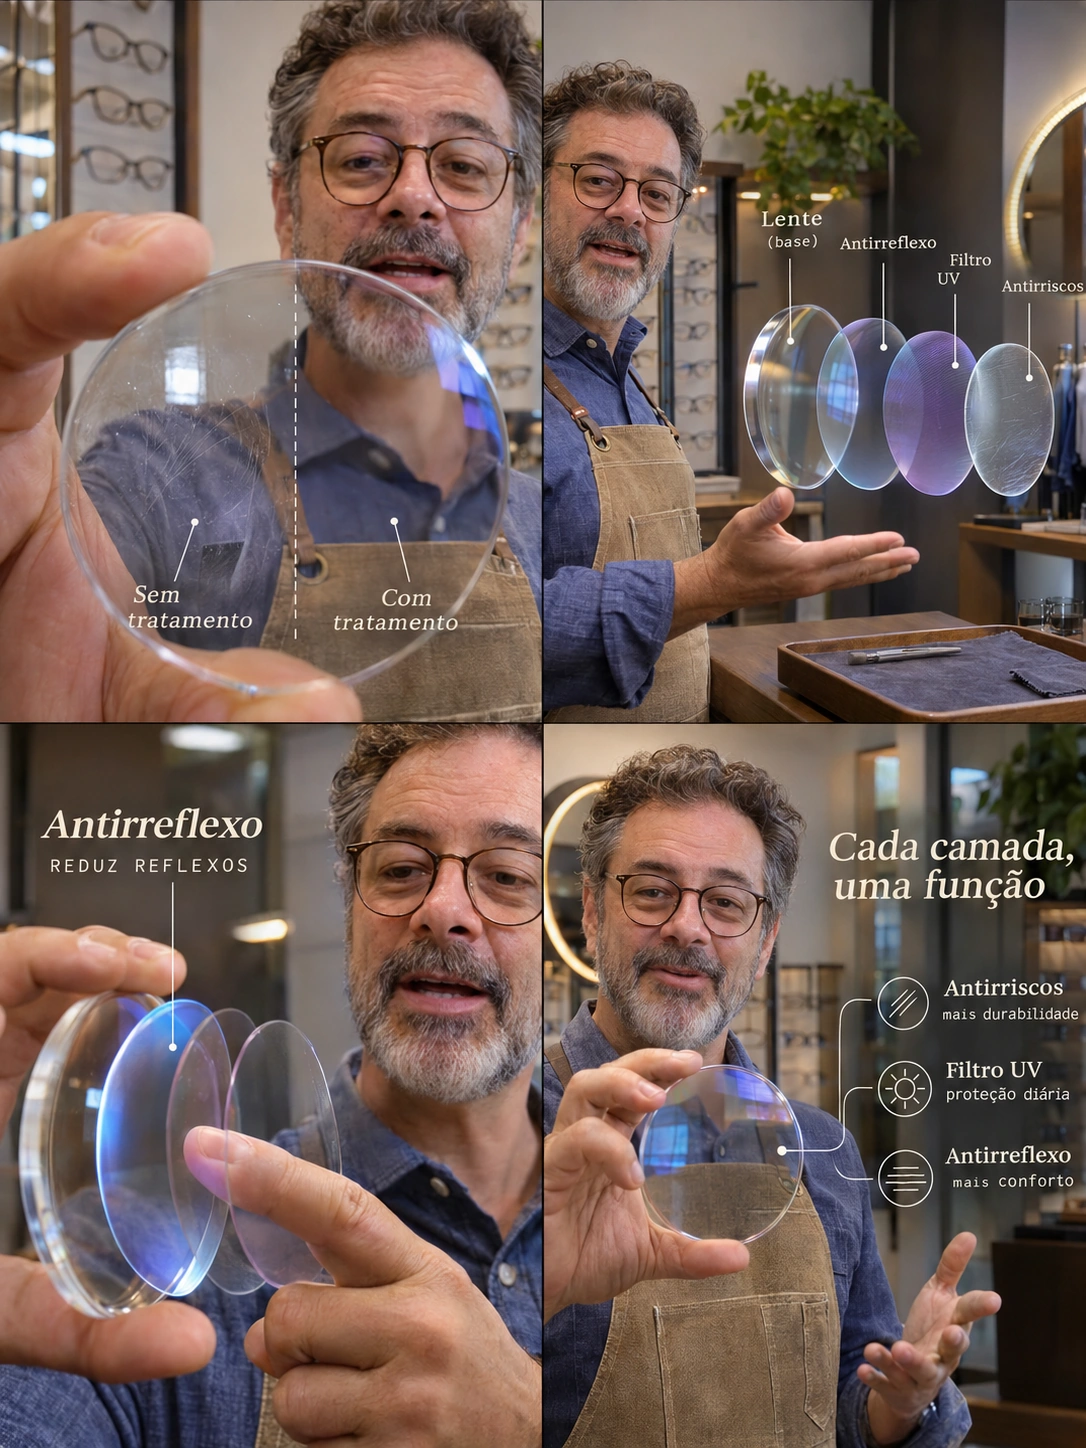 Sem
tratamento
Com
tratamento
Lente
(base)
Antirreflexo
Filtro
UV
Antirriscos
Antirreflexo
REDUZ REFLEXOS
Cada camada,
uma função
Antirriscos
mais durabilidade
Filtro UV
proteção diária
Antirreflexo
mais conforto